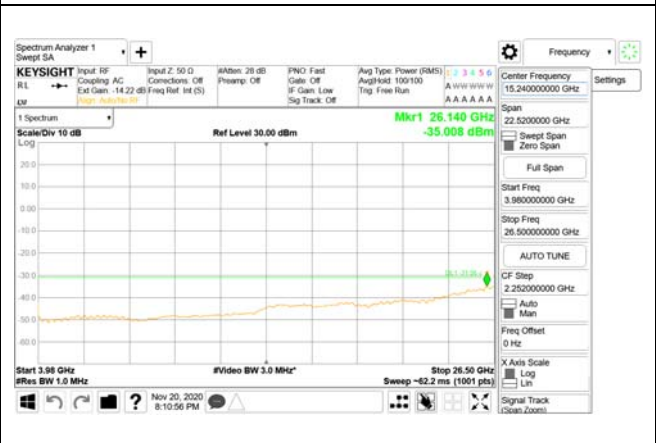 Spectrum Analyzer 1
Swept SA
Frequency
KEYSIGHT
R L
Input: RF
Coupling: AC
Ext Gain: -14.22 dB
Align: Auto/No RF
Input Z: 50 Ω
Corrections: Off
Freq Ref: Int (S)
#Atten: 28 dB
Preamp: Off
PNO: Fast
Gate: Off
IF Gain: Low
Sig Track: Off
Avg Type: Power (RMS)
Avg|Hold: 100/100
Trig: Free Run
1 2 3 4 5 6
A W W W W W
A A A A A A
Center Frequency
15.240000000 GHz
Settings
Span
22.5200000 GHz
Swept Span
Zero Span
Full Span
Start Freq
3.980000000 GHz
Stop Freq
26.500000000 GHz
AUTO TUNE
CF Step
2.252000000 GHz
Auto
Man
Freq Offset
0 Hz
X Axis Scale
Log
Lin
Signal Track
(Span Zoom)
1 Spectrum
Scale/Div 10 dB
Ref Level 30.00 dBm
Mkr1 26.140 GHz
-35.008 dBm
Log
20.0
10.0
0.00
-10.0
-20.0
-30.0
-40.0
-50.0
-60.0
Start 3.98 GHz
#Res BW 1.0 MHz
#Video BW 3.0 MHz*
Stop 26.50 GHz
Sweep ~62.2 ms (1001 pts)
Nov 20, 2020
8:10:56 PM